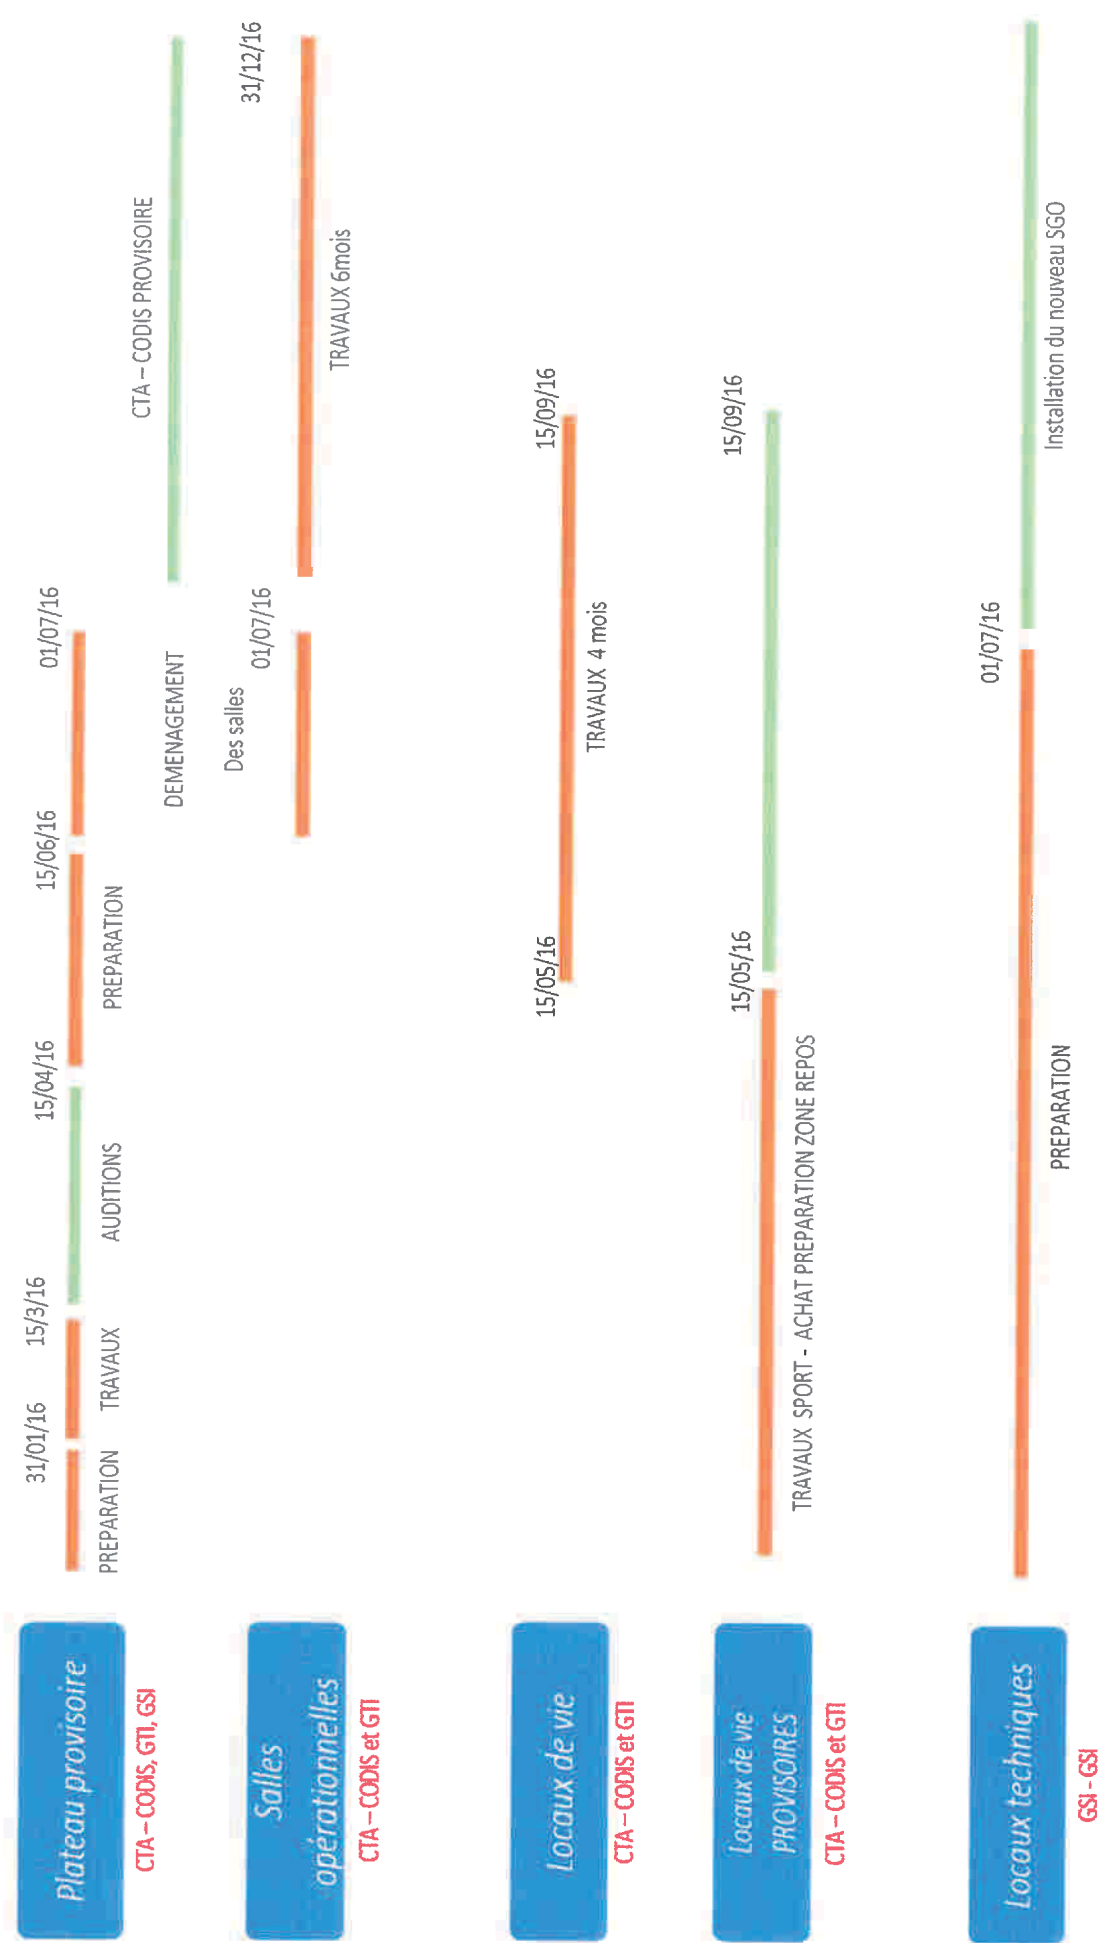 Plateau provisoire
CTA – CODIS, GTI, GSI
31/01/16
15/3/16
15/04/16
15/06/16
01/07/16
PREPARATION
TRAVAUX
AUDITIONS
PREPARATION
DEMENAGEMENT
CTA – CODIS PROVISOIRE
Salles
opérationnelles
CTA – CODIS et GTI
Des salles
01/07/16
31/12/16
TRAVAUX 6mois
Locaux de vie
CTA – CODIS et GTI
15/05/16
15/09/16
TRAVAUX 4 mois
Locaux de vie
PROVISOIRES
CTA – CODIS et GTI
15/05/16
15/09/16
TRAVAUX SPORT - ACHAT PREPARATION ZONE REPOS
Locaux techniques
GSI - GSI
01/07/16
PREPARATION
Installation du nouveau SGO